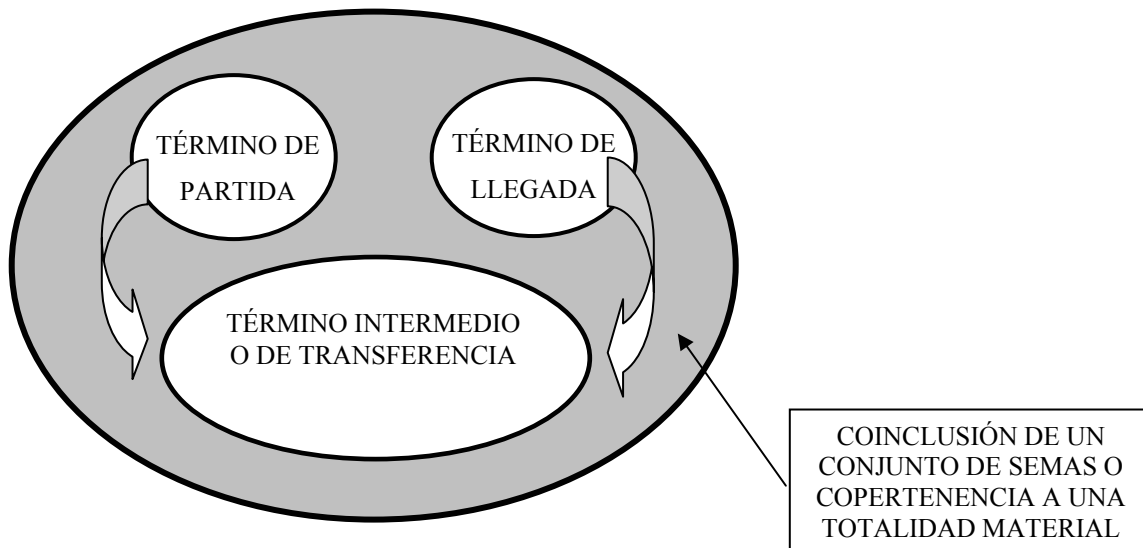 TÉRMINO DE
PARTIDA
TÉRMINO DE
LLEGADA
TÉRMINO INTERMEDIO
O DE TRANSFERENCIA
COINCLUSIÓN DE UN
CONJUNTO DE SEMAS O
COPERTENENCIA A UNA
TOTALIDAD MATERIAL